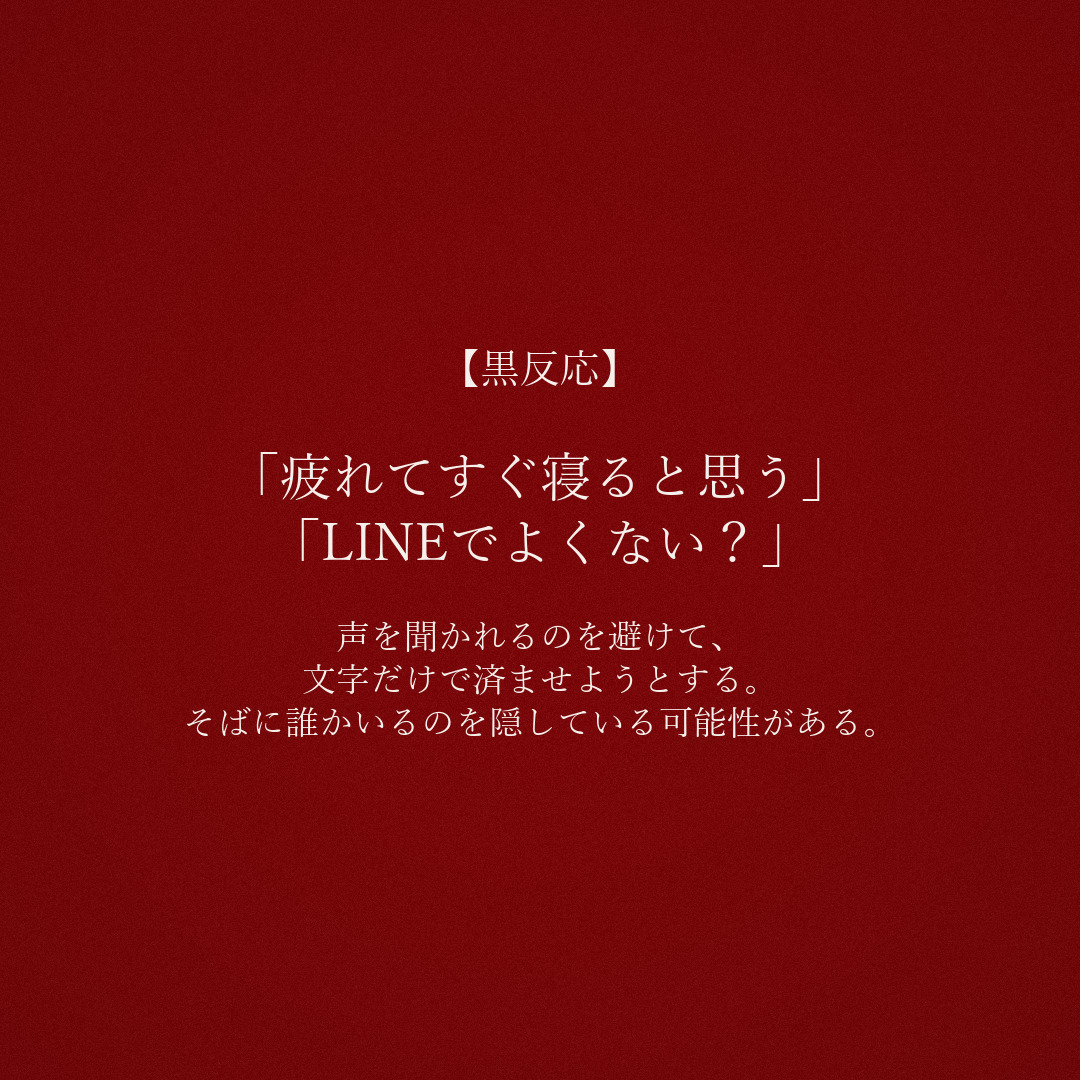 【黒反応】
「疲れてすぐ寝ると思う」
「LINEでよくない？」
声を聞かれるのを避けて、
文字だけで済ませようとする。
そばに誰かいるのを隠している可能性がある。